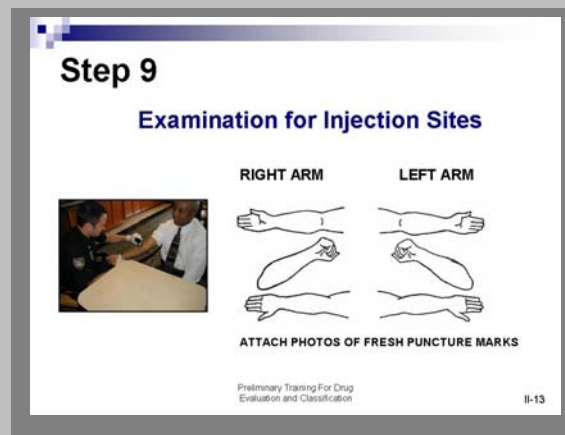 Step 9
Examination for Injection Sites
RIGHT ARM
LEFT ARM
ATTACH PHOTOS OF FRESH PUNCTURE MARKS
Preliminary Training For Drug
Evaluation and Classification
II-13